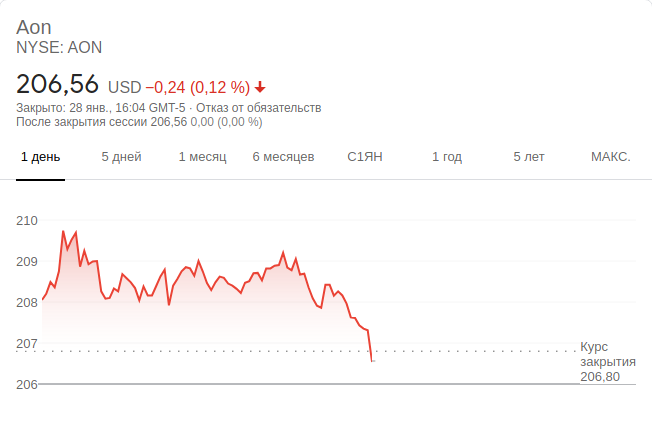 Aon
NYSE: AON
206,56 USD −0,24 (0,12 %)
Закрыто: 28 янв., 16:04 GMT-5 · Отказ от обязательств
После закрытия сессии 206,56 0,00 (0,00 %)
1 день 5 дней 1 месяц 6 месяцев С1ЯН 1 год 5 лет МАКС.
210
209
208
207
Курс
закрытия
206,80
206